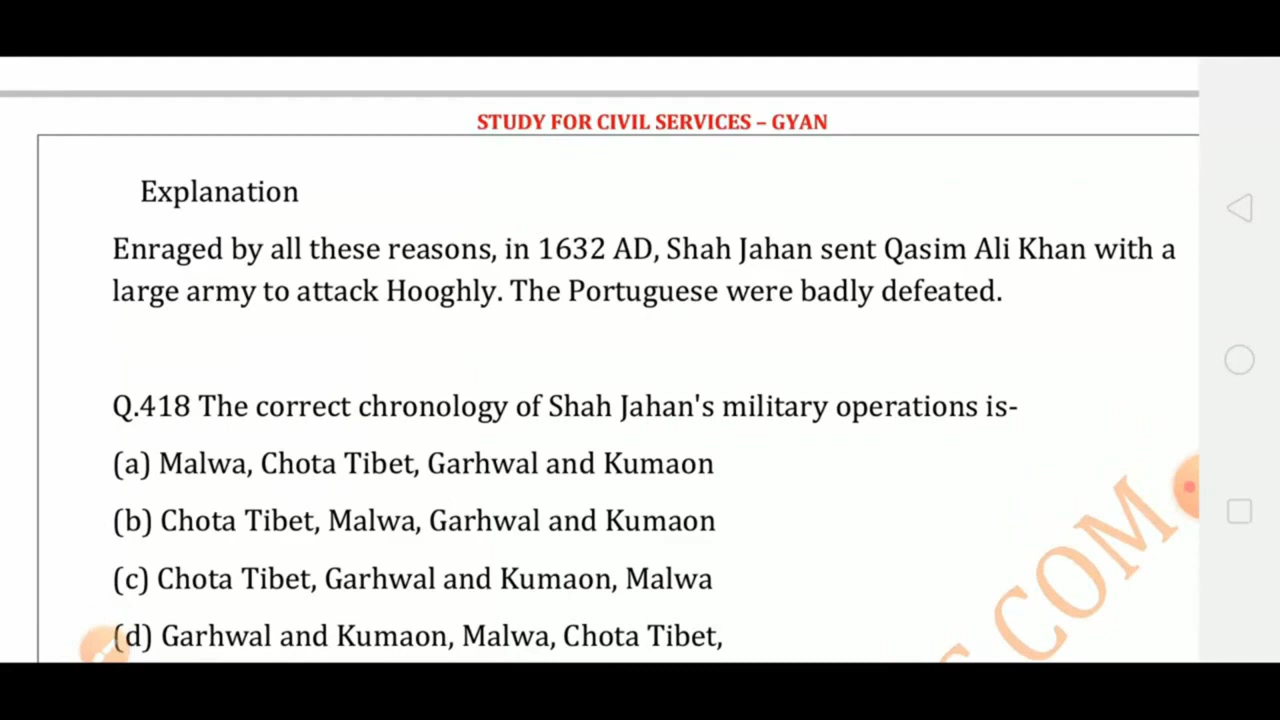 STUDY FOR CIVIL SERVICES – GYAN
Explanation
Enraged by all these reasons, in 1632 AD, Shah Jahan sent Qasim Ali Khan with a
large army to attack Hooghly. The Portuguese were badly defeated.
Q.418 The correct chronology of Shah Jahan's military operations is-
(a) Malwa, Chota Tibet, Garhwal and Kumaon
(b) Chota Tibet, Malwa, Garhwal and Kumaon
(c) Chota Tibet, Garhwal and Kumaon, Malwa
(d) Garhwal and Kumaon, Malwa, Chota Tibet,
.COM